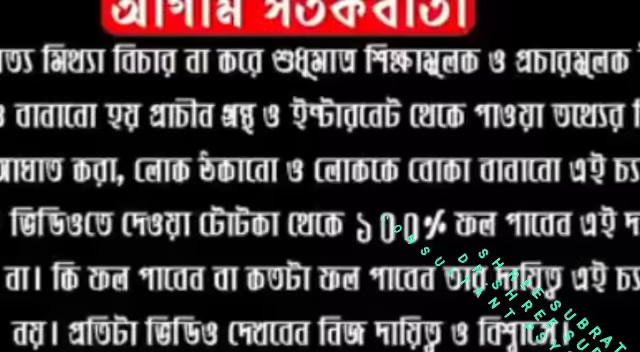 আগাম সতর্কবার্তা
সত্য মিথ্যা বিচার না করে শুধুমাত্র শিক্ষামূলক ও প্রচারমূলক
ও বানানো হয় প্রাচীন গ্রন্থ ও ইন্টারনেট থেকে পাওয়া তথ্যের
আঘাত করা, লোক ঠকানো ও লোককে বোকা বানানো এই
ভিডিওতে দেওয়া টোটকা থেকে ১০০% ফল পাবেন এই
না। কি ফল পাবেন বা কতটা ফল পাবেন তার দায়িত্ব এই
নয়। প্রতিটা ভিডিও দেখবেন নিজ দায়িত্ব ও বিশ্বাসে।